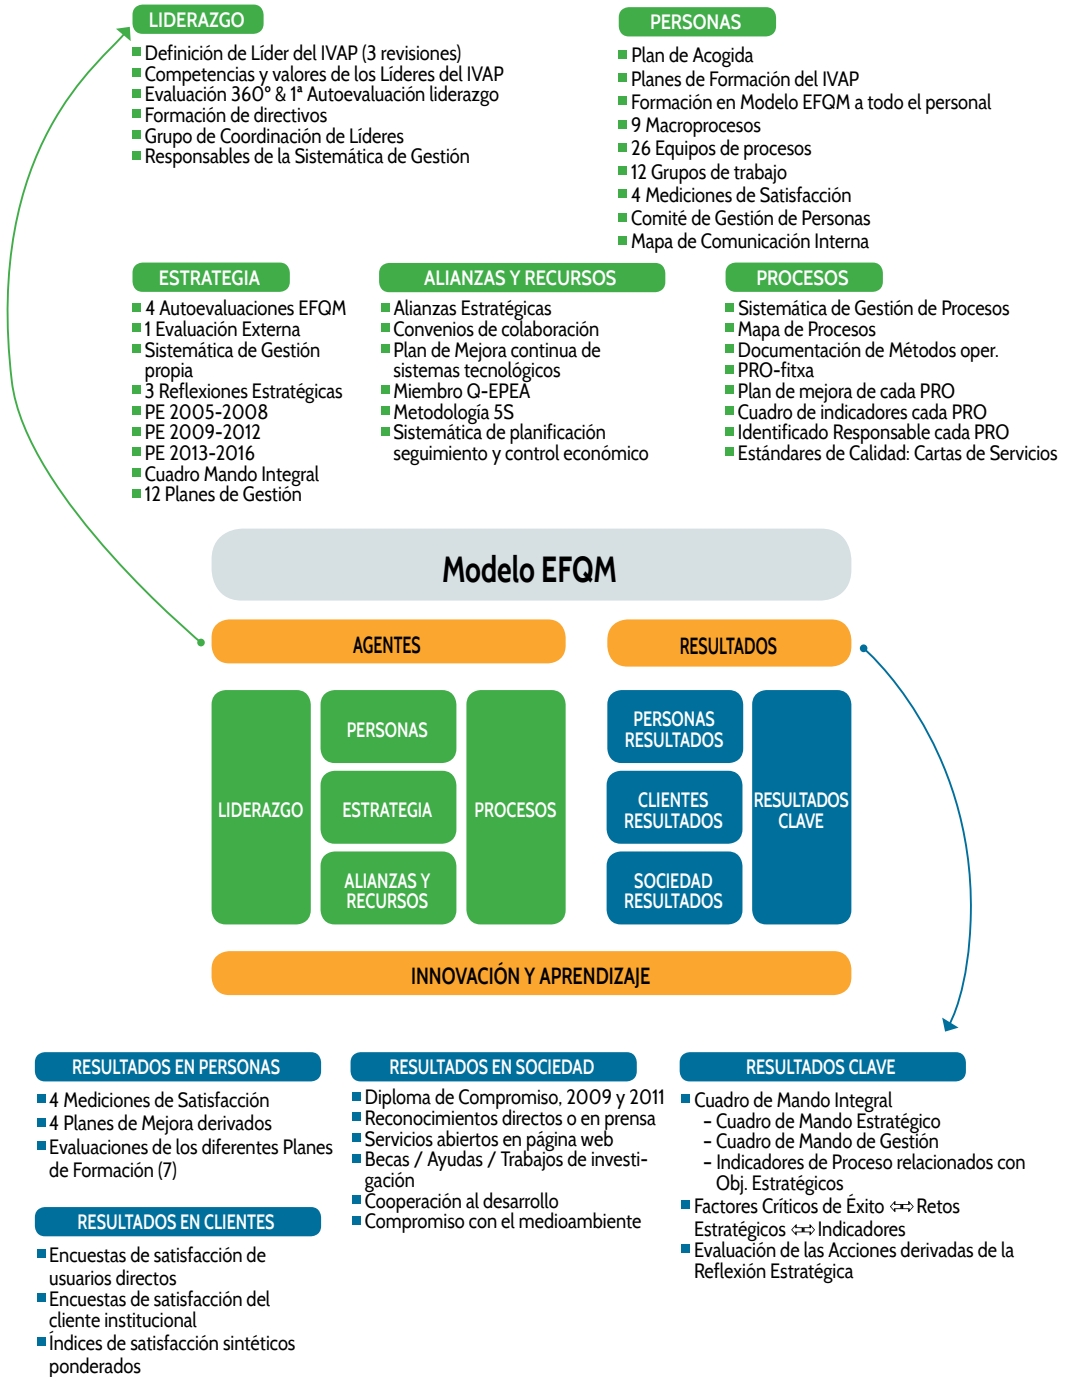 LIDERAZGO
Definición de Líder del IVAP (3 revisiones)
Competencias y valores de los Líderes del IVAP
Evaluación 360º & 1ª Autoevaluación liderazgo
Formación de directivos
Grupo de Coordinación de Líderes
Responsables de la Sistemática de Gestión
PERSONAS
Plan de Acogida
Planes de Formación del IVAP
Formación en Modelo EFQM a todo el personal
9 Macroprocesos
26 Equipos de procesos
12 Grupos de trabajo
4 Mediciones de Satisfacción
Comité de Gestión de Personas
Mapa de Comunicación Interna
ESTRATEGIA
4 Autoevaluaciones EFQM
1 Evaluación Externa
Sistemática de Gestión
propia
3 Reflexiones Estratégicas
PE 2005-2008
PE 2009-2012
PE 2013-2016
Cuadro Mando Integral
12 Planes de Gestión
ALIANZAS Y RECURSOS
Alianzas Estratégicas
Convenios de colaboración
Plan de Mejora continua de
sistemas tecnológicos
Miembro Q-EPEA
Metodología 5S
Sistemática de planificación
seguimiento y control económico
PROCESOS
Sistemática de Gestión de Procesos
Mapa de Procesos
Documentación de Métodos oper.
PRO-fitxa
Plan de mejora de cada PRO
Cuadro de indicadores cada PRO
Identificado Responsable cada PRO
Estándares de Calidad: Cartas de Servicios
Modelo EFQM
AGENTES
RESULTADOS
LIDERAZGO
PERSONAS
ESTRATEGIA
ALIANZAS Y
RECURSOS
PROCESOS
PERSONAS
RESULTADOS
CLIENTES
RESULTADOS
SOCIEDAD
RESULTADOS
RESULTADOS
CLAVE
INNOVACIÓN Y APRENDIZAJE
RESULTADOS EN PERSONAS
4 Mediciones de Satisfacción
4 Planes de Mejora derivados
Evaluaciones de los diferentes Planes
de Formación (7)
RESULTADOS EN CLIENTES
Encuestas de satisfacción de
usuarios directos
Encuestas de satisfacción del
cliente institucional
Índices de satisfacción sintéticos
ponderados
RESULTADOS EN SOCIEDAD
Diploma de Compromiso, 2009 y 2011
Reconocimientos directos o en prensa
Servicios abiertos en página web
Becas / Ayudas / Trabajos de investi-
gación
Cooperación al desarrollo
Compromiso con el medioambiente
RESULTADOS CLAVE
Cuadro de Mando Integral
– Cuadro de Mando Estratégico
– Cuadro de Mando de Gestión
– Indicadores de Proceso relacionados con
Obj. Estratégicos
Factores Críticos de Éxito ⇔ Retos
Estratégicos ⇔ Indicadores
Evaluación de las Acciones derivadas de la
Reflexión Estratégica